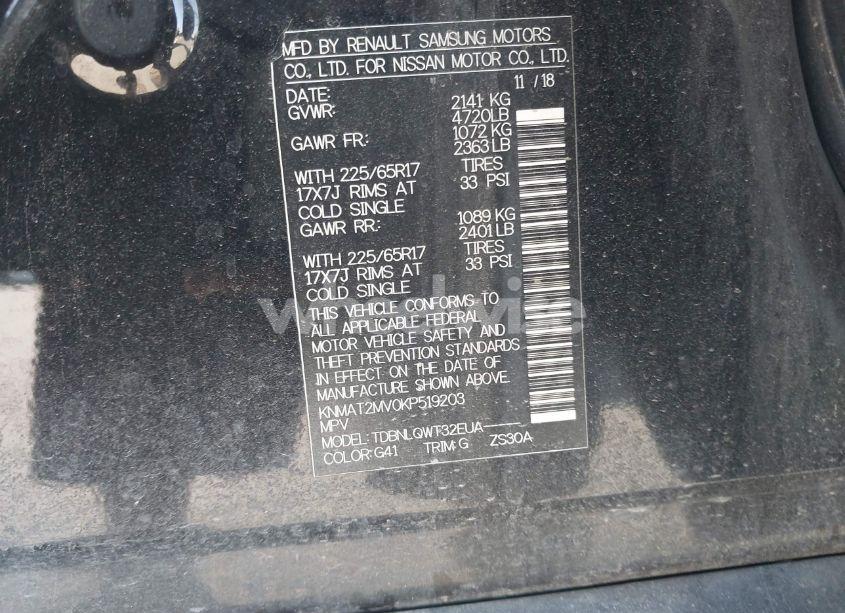 MFD BY RENAULT SAMSUNG MOTORS
CO., LTD. FOR NISSAN MOTOR CO., LTD.
DATE: 11 / 18
GVWR: 2141 KG
4720LB
GAWR FR: 1072 KG
2363 LB
WITH 225/65R17 TIRES
17X7J RIMS AT 33 PSI
COLD SINGLE
GAWR RR: 1089 KG
2401 LB
WITH 225/65R17 TIRES
17X7J RIMS AT 33 PSI
COLD SINGLE
THIS VEHICLE CONFORMS TO
ALL APPLICABLE FEDERAL
MOTOR VEHICLE SAFETY AND
THEFT PREVENTION STANDARDS
IN EFFECT ON THE DATE OF
MANUFACTURE SHOWN ABOVE.
KNMAT2MV0KP519203
MPV
MODEL: TDBNLQWT32EUA-----
COLOR: G41 TRIM: G ZS30A